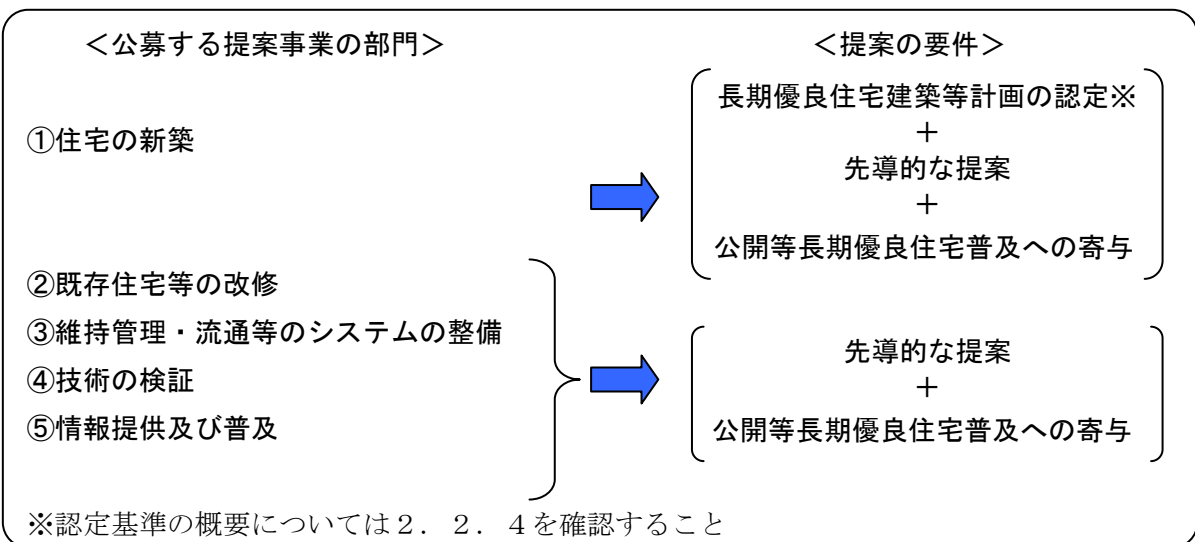 ＜公募する提案事業の部門＞
①住宅の新築
②既存住宅等の改修
③維持管理・流通等のシステムの整備
④技術の検証
⑤情報提供及び普及
＜提案の要件＞
長期優良住宅建築等計画の認定※
＋
先導的な提案
＋
公開等長期優良住宅普及への寄与
先導的な提案
＋
公開等長期優良住宅普及への寄与
※認定基準の概要については２．２．４を確認すること